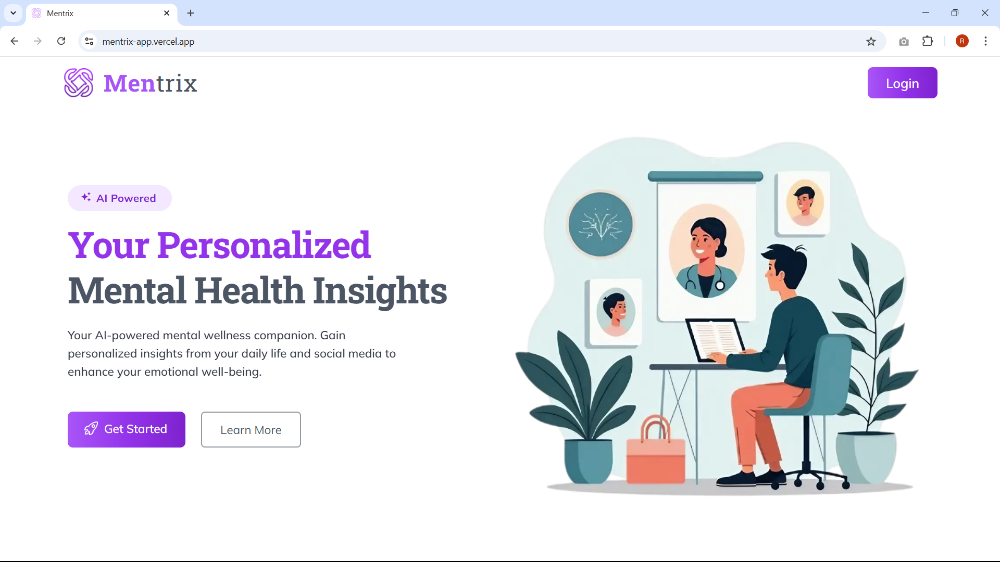 Mentrix
mentrix-app.vercel.app
R
Mentrix
Login
AI Powered
Your Personalized
Mental Health Insights
Your AI-powered mental wellness companion. Gain
personalized insights from your daily life and social media to
enhance your emotional well-being.
Get Started
Learn More